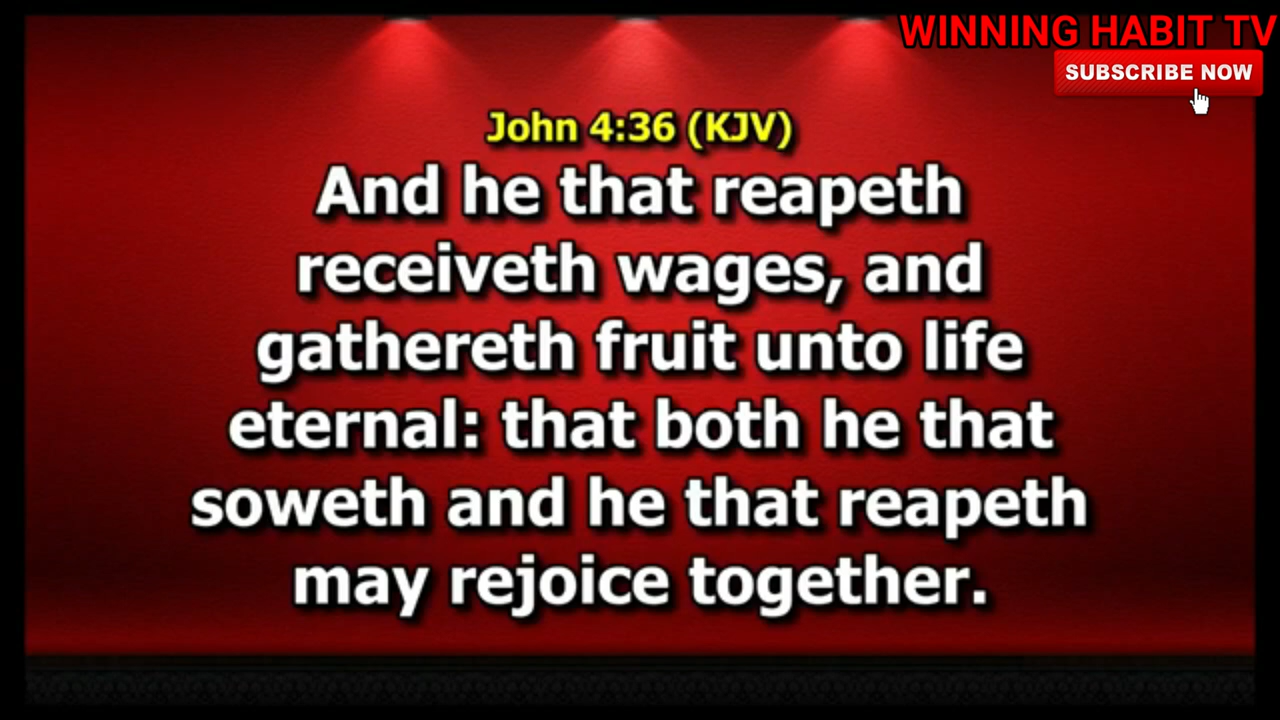 WINNING HABIT TV
SUBSCRIBE NOW
John 4:36 (KJV)
And he that reapeth
receiveth wages, and
gathereth fruit unto life
eternal: that both he that
soweth and he that reapeth
may rejoice together.